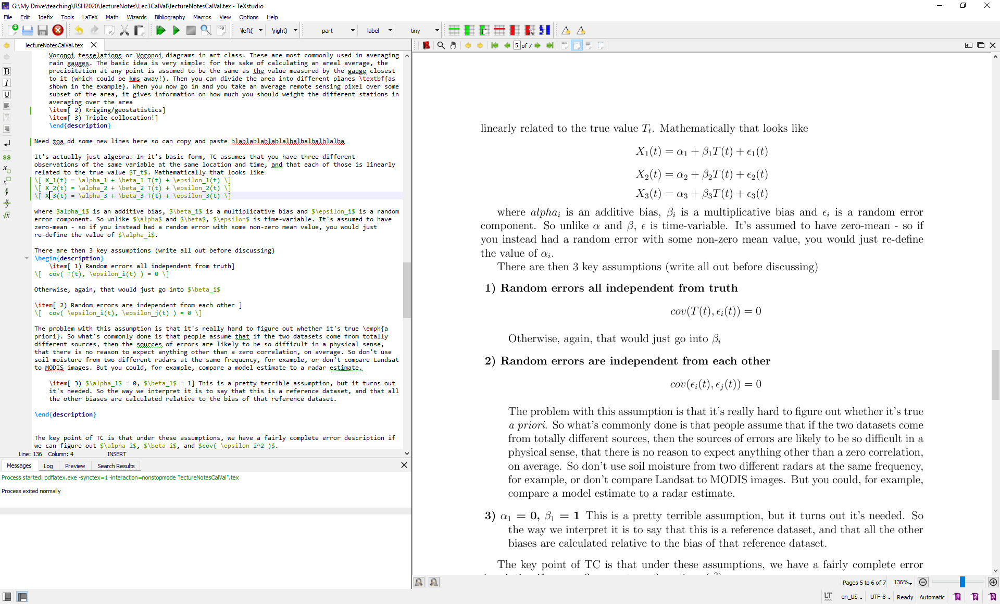 G:\My Drive\teaching\RSH2020\lectureNotes\Lec3CalVal\lectureNotesCalVal.tex - TeXstudio
File Edit Idefix Tools LaTeX Math Wizards Bibliography Macros View Options Help
log \left( \right) part label tiny
lectureNotesCalVal.tex
5 of 7
Voronoi tesselations or Voronoi diagrams in art class. These are most commonly used in averaging
rain gauges. The basic idea is very simple: for the sake of calculating an areal average, the
precipitation at any point is assumed to be the same as the value measured by the gauge closest
to it (which could be kms away!). Then you can divide the area into different planes \textbf{as
shown in the example}. When you now go in and you take an average remote sensing pixel over some
subset of the area, it gives information on how much you should weight the different stations in
averaging over the area
\item[ 2) Kriging/geostatistics]
\item[ 3) Triple collocation!]
\end{description}
Need toa dd some new lines here so can copy and paste blablablablablalbalbalbalblalba
It's actually just algebra. In it's basic form, TC assumes that you have three different
observations of the same variable at the same location and time, and that each of those is linearly
related to the true value $T_t$. Mathematically that looks like
\[ X_1(t) = \alpha_1 + \beta_1 T(t) + \epsilon_1(t) \]
\[ X_2(t) = \alpha_2 + \beta_2 T(t) + \epsilon_2(t) \]
\[ X_3(t) = \alpha_3 + \beta_3 T(t) + \epsilon_3(t) \]
where $alpha_i$ is an additive bias, $\beta_i$ is a multiplicative bias and $\epsilon_i$ is a random
error component. So unlike $\alpha$ and $\beta$, $\epsilon$ is time-variable. It's assumed to have
zero-mean - so if you instead had a random error with some non-zero mean value, you would just
re-define the value of $\alpha_i$.
There are then 3 key assumptions (write all out before discussing)
\begin{description}
\item[ 1) Random errors all independent from truth]
\[ cov( T(t), \epsilon_i(t) ) = 0 \]
Otherwise, again, that would just go into $\beta_i$
\item[ 2) Random errors are independent from each other ]
\[ cov( \epsilon_i(t), \epsilon_j(t) ) = 0 \]
The problem with this assumption is that it's really hard to figure out whether it's true \emph{a
priori}. So what's commonly done is that people assume that if the two datasets come from totally
different sources, then the sources of errors are likely to be so difficult in a physical sense,
that there is no reason to expect anything other than a zero correlation, on average. So don't use
soil moisture from two different radars at the same frequency, for example, or don't compare Landsat
to MODIS images. But you could, for example, compare a model estimate to a radar estimate.
\item[ 3) $\alpha_1$ = 0, $\beta_1$ = 1] This is a pretty terrible assumption, but it turns out
it's needed. So the way we interpret it is to say that this is a reference dataset, and that all
the other biases are calculated relative to the bias of that reference dataset.
\end{description}
The key point of TC is that under these assumptions, we have a fairly complete error description if
we can figure out $\alpha_i$, $\beta_i$, and $cov( \epsilon_i^2 )$.
Line: 136 Column: 4 INSERT
Messages Log Preview Search Results
Process started: pdflatex.exe -synctex=1 -interaction=nonstopmode "lectureNotesCalVal".tex
Process exited normally
linearly related to the true value Tₜ. Mathematically that looks like
X₁(t) = α₁ + β₁T(t) + ϵ₁(t)
X₂(t) = α₂ + β₂T(t) + ϵ₂(t)
X₃(t) = α₃ + β₃T(t) + ϵ₃(t)
where alphaᵢ is an additive bias, βᵢ is a multiplicative bias and ϵᵢ is a random error
component. So unlike α and β, ϵ is time-variable. It's assumed to have zero-mean - so if
you instead had a random error with some non-zero mean value, you would just re-define
the value of αᵢ.
There are then 3 key assumptions (write all out before discussing)
1) Random errors all independent from truth
cov(T(t), ϵᵢ(t)) = 0
Otherwise, again, that would just go into βᵢ
2) Random errors are independent from each other
cov(ϵᵢ(t), ϵⱼ(t)) = 0
The problem with this assumption is that it's really hard to figure out whether it's true
a priori. So what's commonly done is that people assume that if the two datasets come
from totally different sources, then the sources of errors are likely to be so difficult in a
physical sense, that there is no reason to expect anything other than a zero correlation,
on average. So don't use soil moisture from two different radars at the same frequency,
for example, or don't compare Landsat to MODIS images. But you could, for example,
compare a model estimate to a radar estimate.
3) α₁ = 0, β₁ = 1 This is a pretty terrible assumption, but it turns out it's needed. So
the way we interpret it is to say that this is a reference dataset, and that all the other
biases are calculated relative to the bias of that reference dataset.
The key point of TC is that under these assumptions, we have a fairly complete error
Pages 5 to 6 of 7 136%
LT en_US UTF-8 Ready Automatic 1 2 3